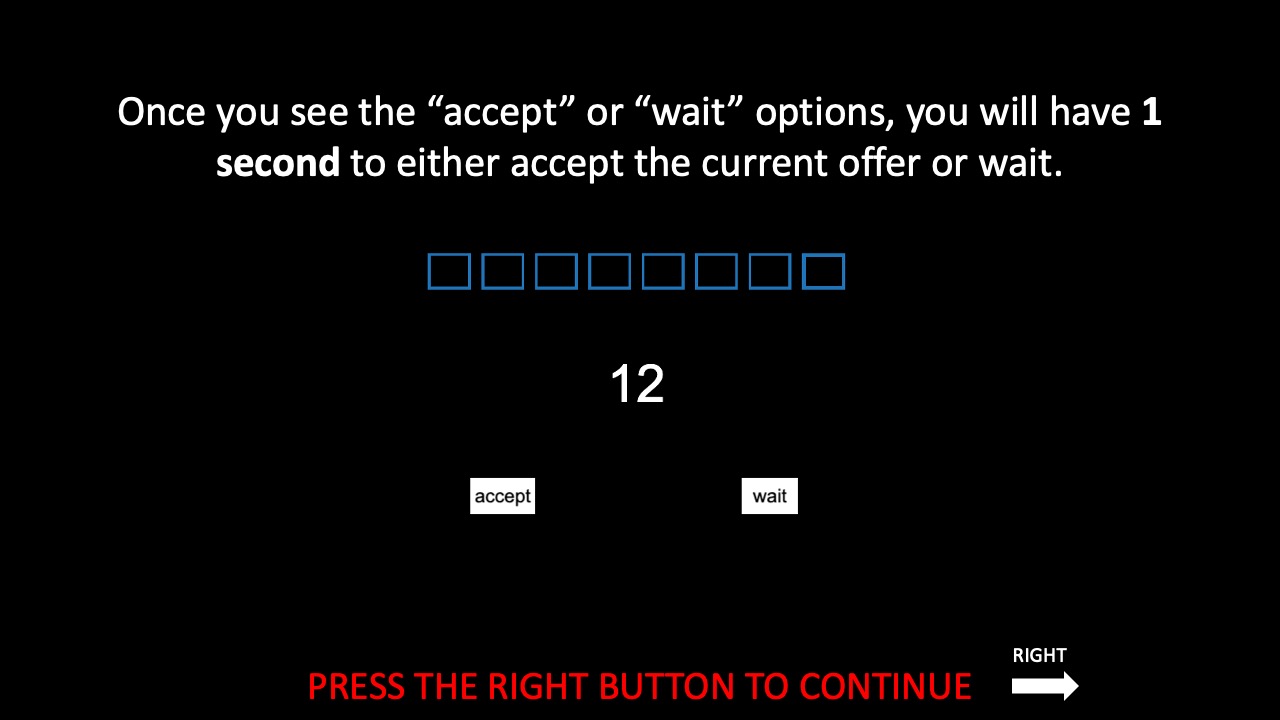 Once you see the “accept” or “wait” options, you will have 1
second to either accept the current offer or wait.
12
accept
wait
RIGHT
PRESS THE RIGHT BUTTON TO CONTINUE